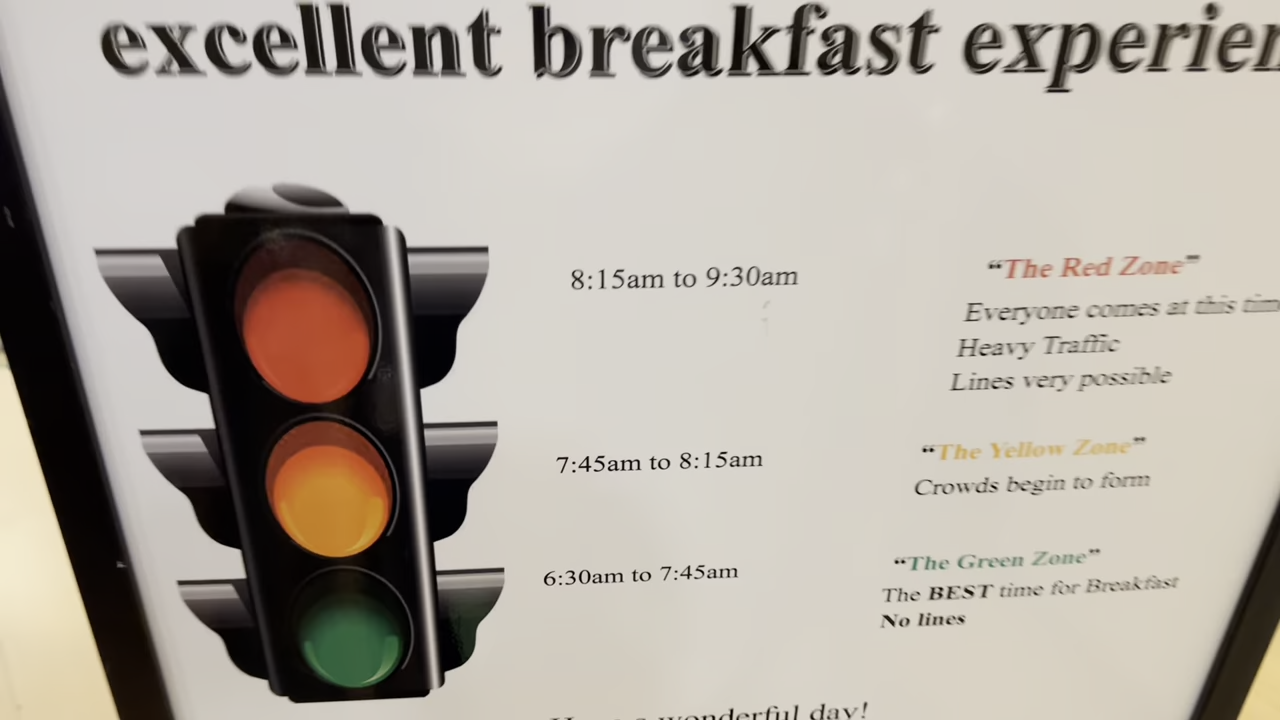 excellent breakfast
8:15am to 9:30am
"The Red Zone"
Everyone comes at this
Heavy Traffic
Lines very possible
7:45am to 8:15am
"The Yellow Zone"
Crowds begin to form
6:30am to 7:45am
"The Green Zone"
The BEST time for Breakfast
No lines
wonderful day!